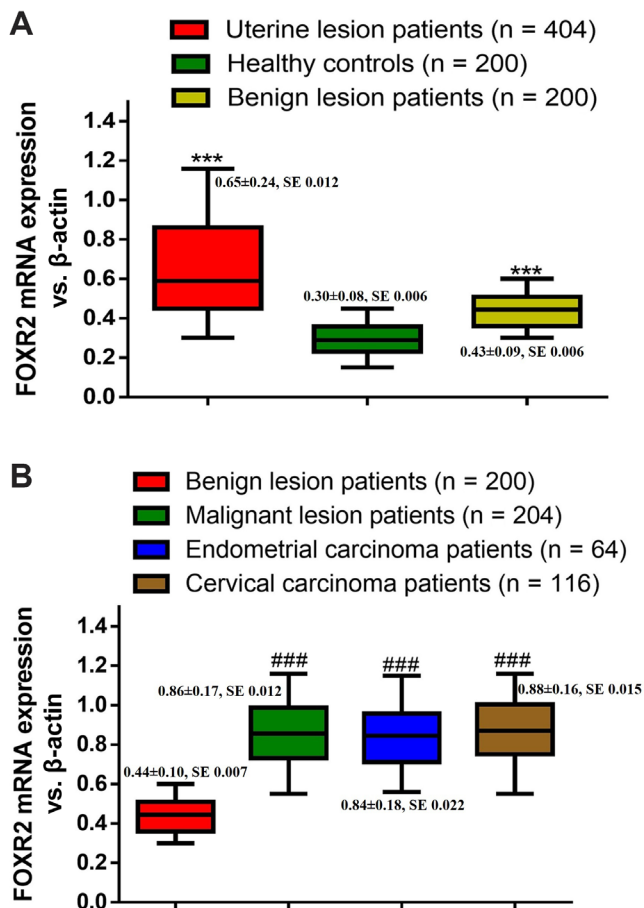 A
Uterine lesion patients (n = 404)
Healthy controls (n = 200)
Benign lesion patients (n = 200)
FOXR2 mRNA expression
vs. β-actin
1.4
1.2
1.0
0.8
0.6
0.4
0.2
0.0
***
0.65±0.24, SE 0.012
0.30±0.08, SE 0.006
***
0.43±0.09, SE 0.006
B
Benign lesion patients (n = 200)
Malignant lesion patients (n = 204)
Endometrial carcinoma patients (n = 64)
Cervical carcinoma patients (n = 116)
FOXR2 mRNA expression
vs. β-actin
1.4
1.2
1.0
0.8
0.6
0.4
0.2
0.0
0.44±0.10, SE 0.007
###
0.86±0.17, SE 0.012
###
0.84±0.18, SE 0.022
###
0.88±0.16, SE 0.015